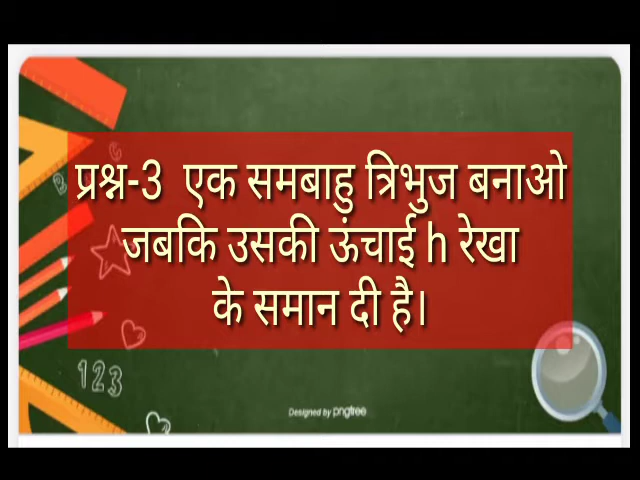 प्रश्न-3 एक समबाहु त्रिभुज बनाओ
जबकि उसकी ऊंचाई h रेखा
के समान दी है।
123
Designed by pngtree